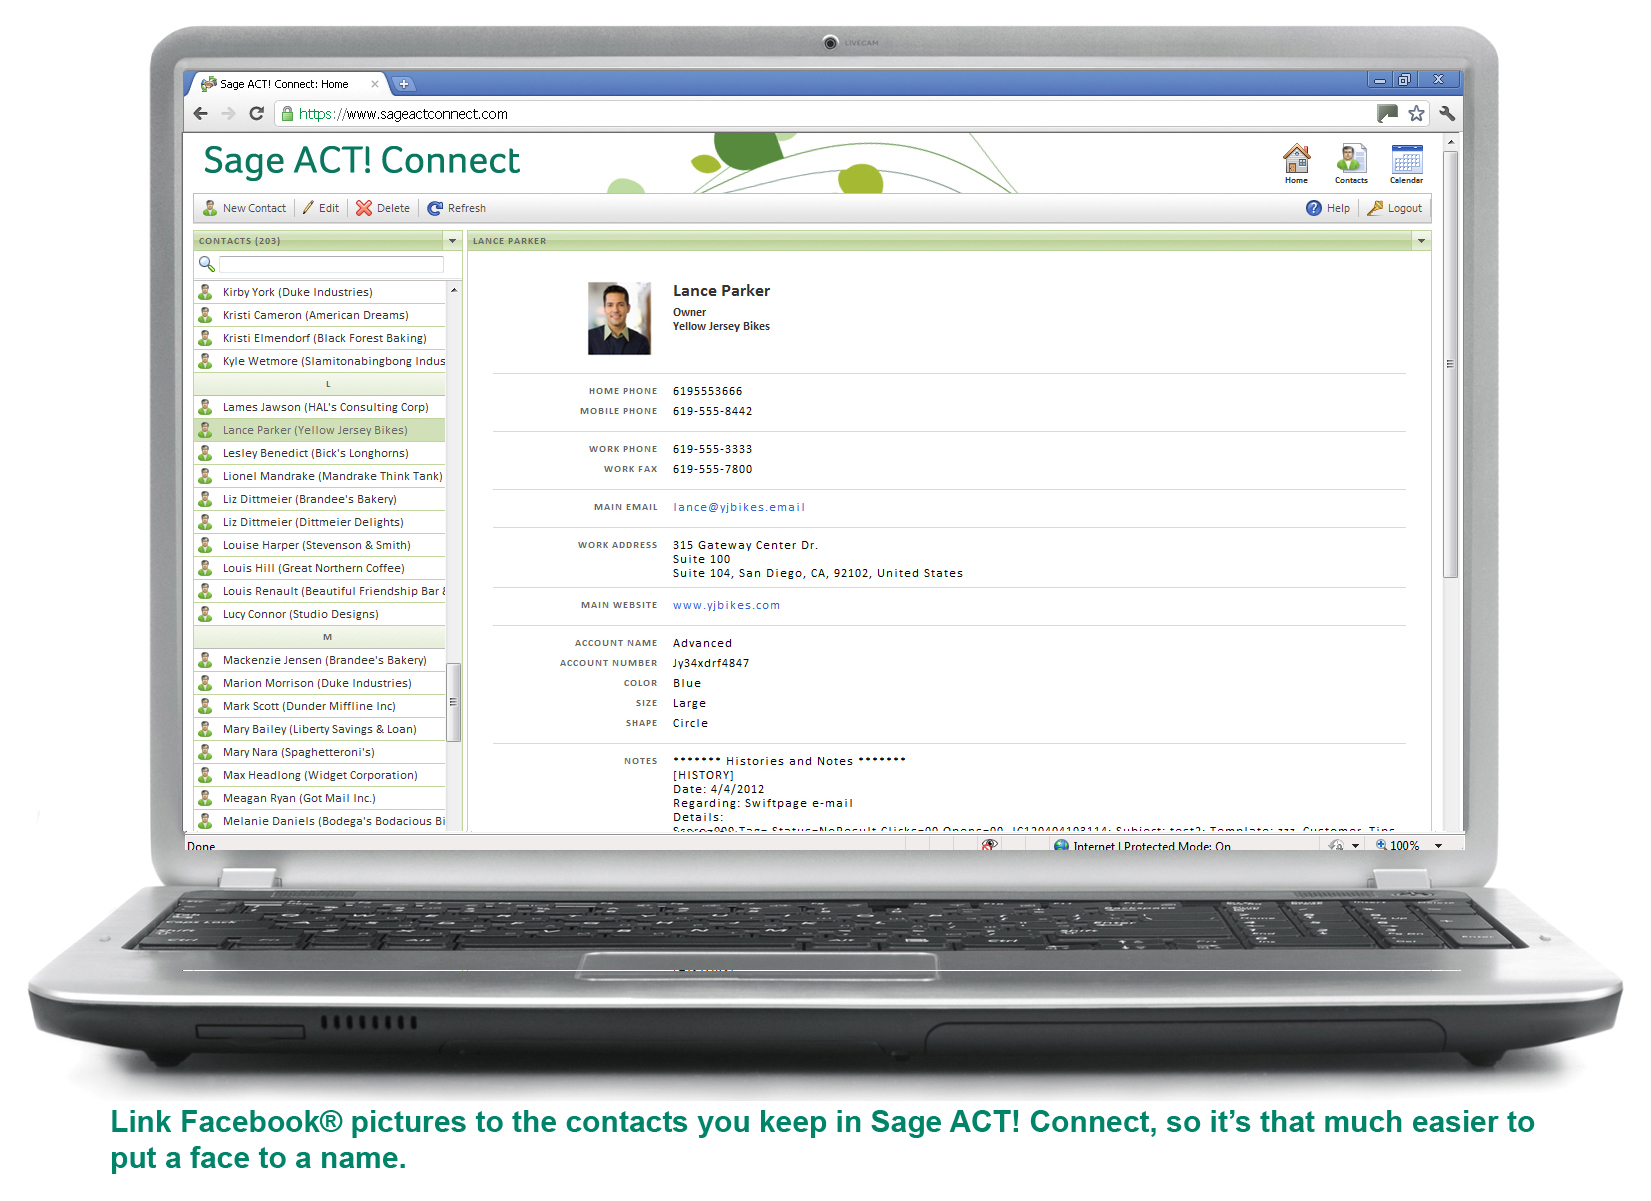 LIVECAM
Sage ACT! Connect: Home
https://www.sageactconnect.com
Sage ACT! Connect
Home Contacts Calendar
New Contact Edit Delete Refresh Help Logout
CONTACTS (203)
Kirby York (Duke Industries)
Kristi Cameron (American Dreams)
Kristi Elmendorf (Black Forest Baking)
Kyle Wetmore (Slamitonabingbong Indus
L
Lames Jawson (HAL's Consulting Corp)
Lance Parker (Yellow Jersey Bikes)
Lesley Benedict (Bick's Longhorns)
Lionel Mandrake (Mandrake Think Tank)
Liz Dittmeier (Brandee's Bakery)
Liz Dittmeier (Dittmeier Delights)
Louise Harper (Stevenson & Smith)
Louis Hill (Great Northern Coffee)
Louis Renault (Beautiful Friendship Bar &
Lucy Connor (Studio Designs)
M
Mackenzie Jensen (Brandee's Bakery)
Marion Morrison (Duke Industries)
Mark Scott (Dunder Miffline Inc)
Mary Bailey (Liberty Savings & Loan)
Mary Nara (Spaghetteroni's)
Max Headlong (Widget Corporation)
Meagan Ryan (Got Mail Inc.)
Melanie Daniels (Bodega's Bodacious Bi
LANCE PARKER
Lance Parker
Owner
Yellow Jersey Bikes
HOME PHONE 6195553666
MOBILE PHONE 619-555-8442
WORK PHONE 619-555-3333
WORK FAX 619-555-7800
MAIN EMAIL lance@yjbikes.email
WORK ADDRESS 315 Gateway Center Dr.
Suite 100
Suite 104, San Diego, CA, 92102, United States
MAIN WEBSITE www.yjbikes.com
ACCOUNT NAME Advanced
ACCOUNT NUMBER Jy34xdrf4847
COLOR Blue
SIZE Large
SHAPE Circle
NOTES ******* Histories and Notes *******
[HISTORY]
Date: 4/4/2012
Regarding: Swiftpage e-mail
Details:
Done Internet | Protected Mode: On 100%
Link Facebook® pictures to the contacts you keep in Sage ACT! Connect, so it’s that much easier to
put a face to a name.